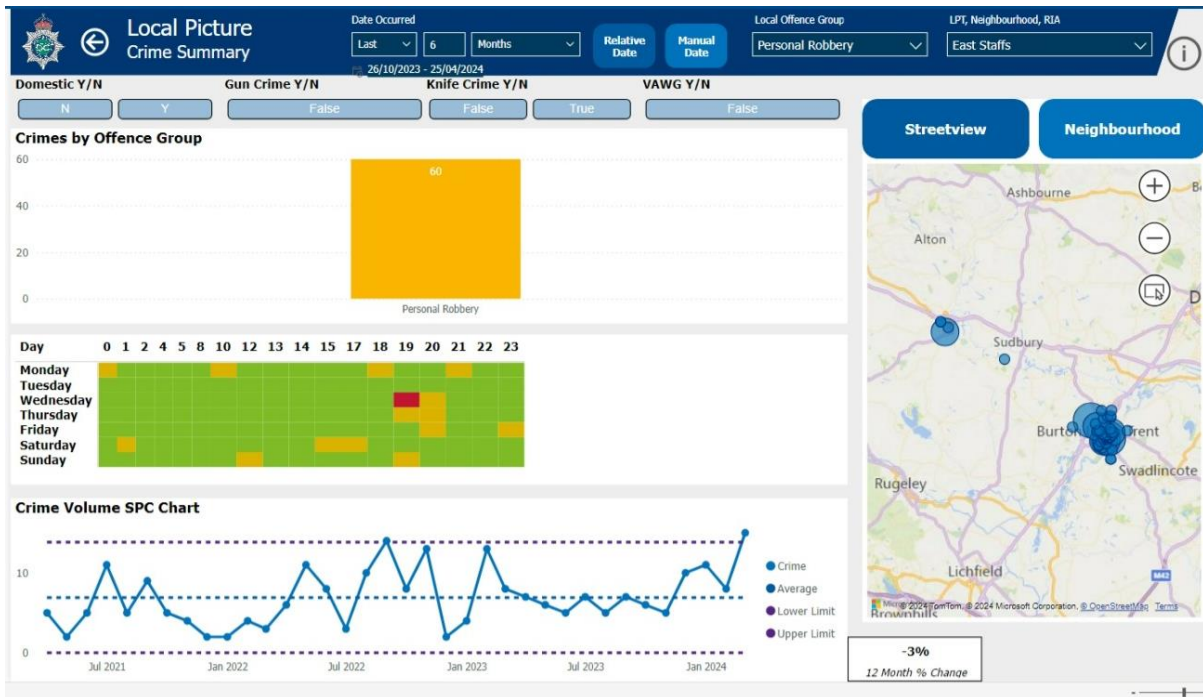 Local Picture
Crime Summary
Date Occurred
Last 6 Months
26/10/2023 - 25/04/2024
Relative
Date
Manual
Date
Local Offence Group
Personal Robbery
LPT, Neighbourhood, RIA
East Staffs
i
Domestic Y/N Gun Crime Y/N Knife Crime Y/N VAWG Y/N
N Y False False True False
Streetview Neighbourhood
Crimes by Offence Group
60
40
20
0
60
Personal Robbery
Day 0 1 2 4 5 8 10 12 13 14 15 17 18 19 20 21 22 23
Monday
Tuesday
Wednesday
Thursday
Friday
Saturday
Sunday
Crime Volume SPC Chart
10
0
Jul 2021 Jan 2022 Jul 2022 Jan 2023 Jul 2023 Jan 2024
Crime
Average
Lower Limit
Upper Limit
Ashbourne
Alton
Sudbury
Trent
Swadlincote
Rugeley
Lichfield
M42
© 2024 TomTom, © 2024 Microsoft Corporation, © OpenStreetMap Terms
Brownhills
-3%
12 Month % Change